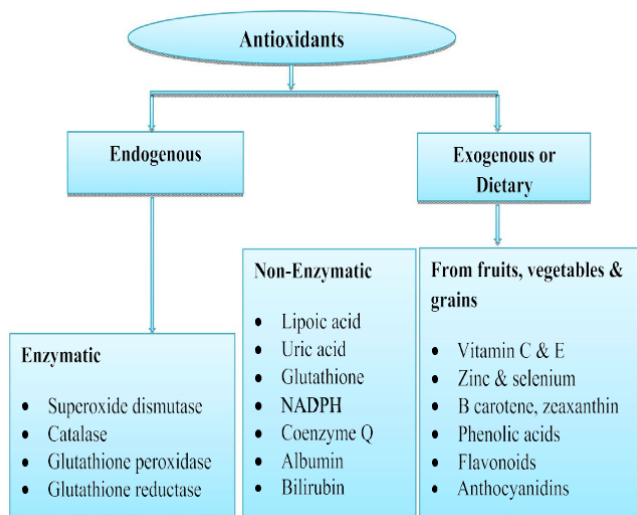 Antioxidants
Endogenous
Exogenous or
Dietary
Enzymatic
• Superoxide dismutase
• Catalase
• Glutathione peroxidase
• Glutathione reductase
Non-Enzymatic
• Lipoic acid
• Uric acid
• Glutathione
• NADPH
• Coenzyme Q
• Albumin
• Bilirubin
From fruits, vegetables &
grains
• Vitamin C & E
• Zinc & selenium
• B carotene, zeaxanthin
• Phenolic acids
• Flavonoids
• Anthocyanidins